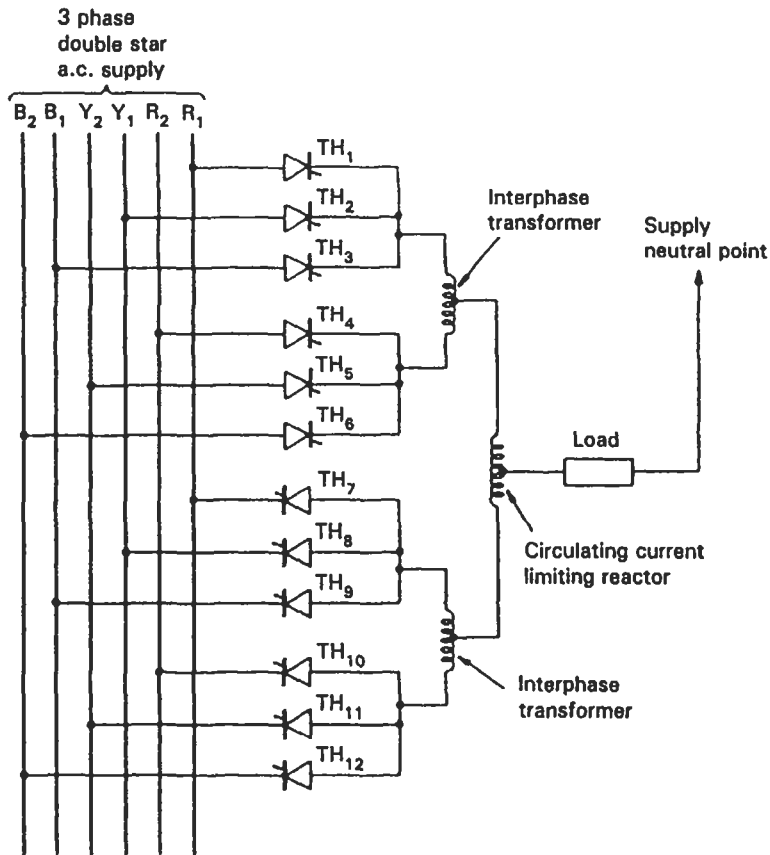 3 phase
double star
a.c. supply
B₂ B₁ Y₂ Y₁ R₂ R₁
TH₁
TH₂
TH₃
TH₄
TH₅
TH₆
TH₇
TH₈
TH₉
TH₁₀
TH₁₁
TH₁₂
Interphase
transformer
Supply
neutral point
Load
Circulating current
limiting reactor
Interphase
transformer